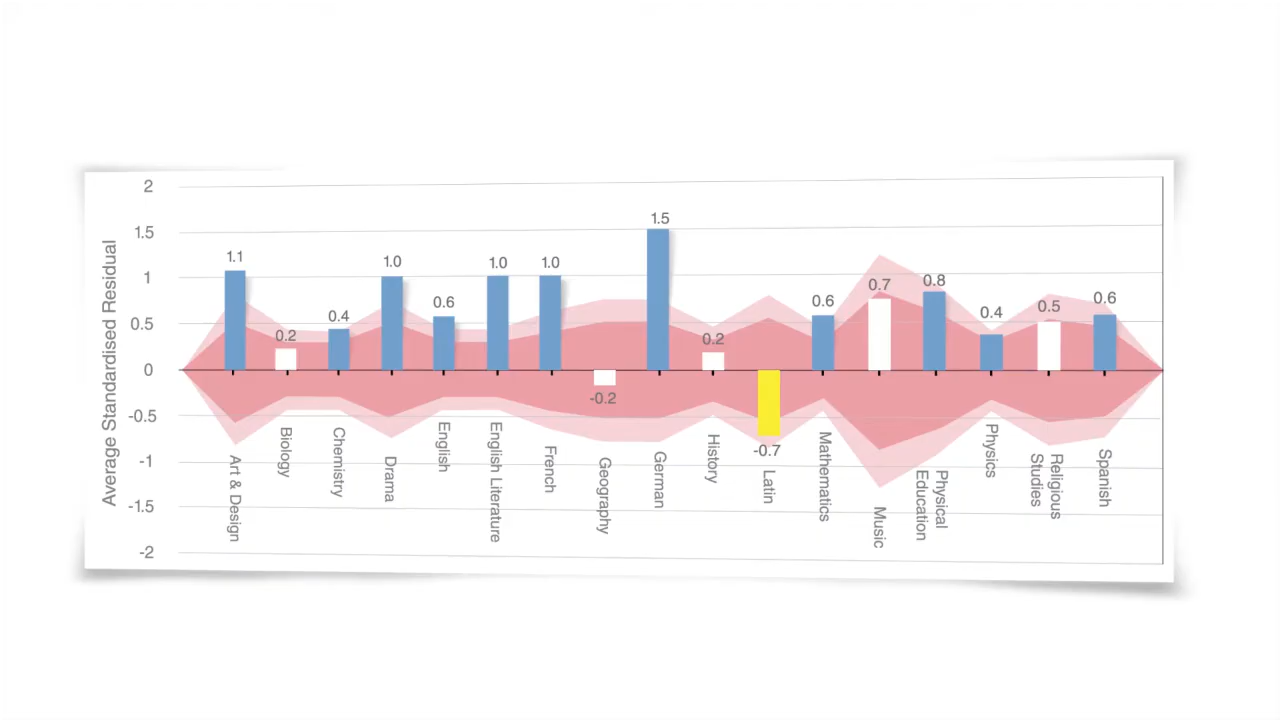 Average Standardised Residual
2
1.5
1
0.5
0
-0.5
-1
-1.5
-2
1.1
0.2
0.4
1.0
0.6
1.0
1.0
-0.2
1.5
0.2
-0.7
0.6
0.7
0.8
0.4
0.5
0.6
Art & Design
Biology
Chemistry
Drama
English
English Literature
French
Geography
German
History
Latin
Mathematics
Music
Physical
Education
Physics
Religious
Studies
Spanish